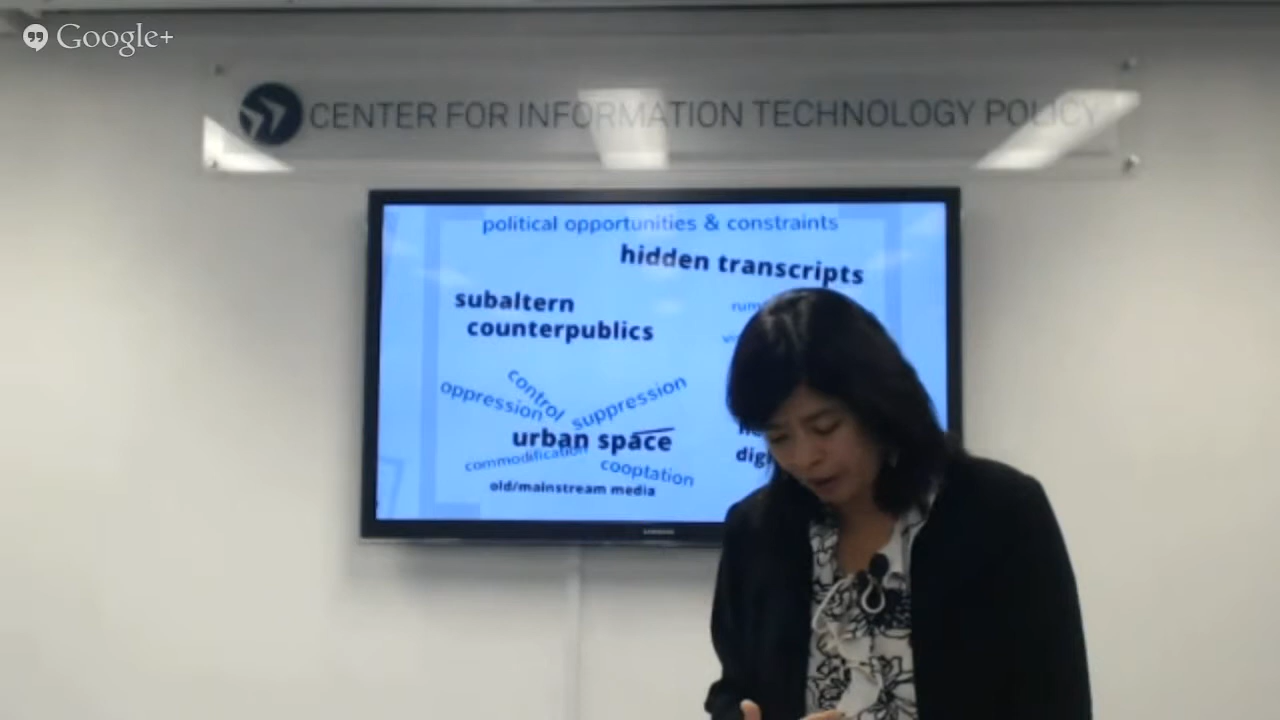 Google+
CENTER FOR INFORMATION TECHNOLOGY POLICY
political opportunities & constraints
hidden transcripts
subaltern
counterpublics
control
oppression
suppression
urban space
commodification
cooptation
old/mainstream media
SAMSUNG